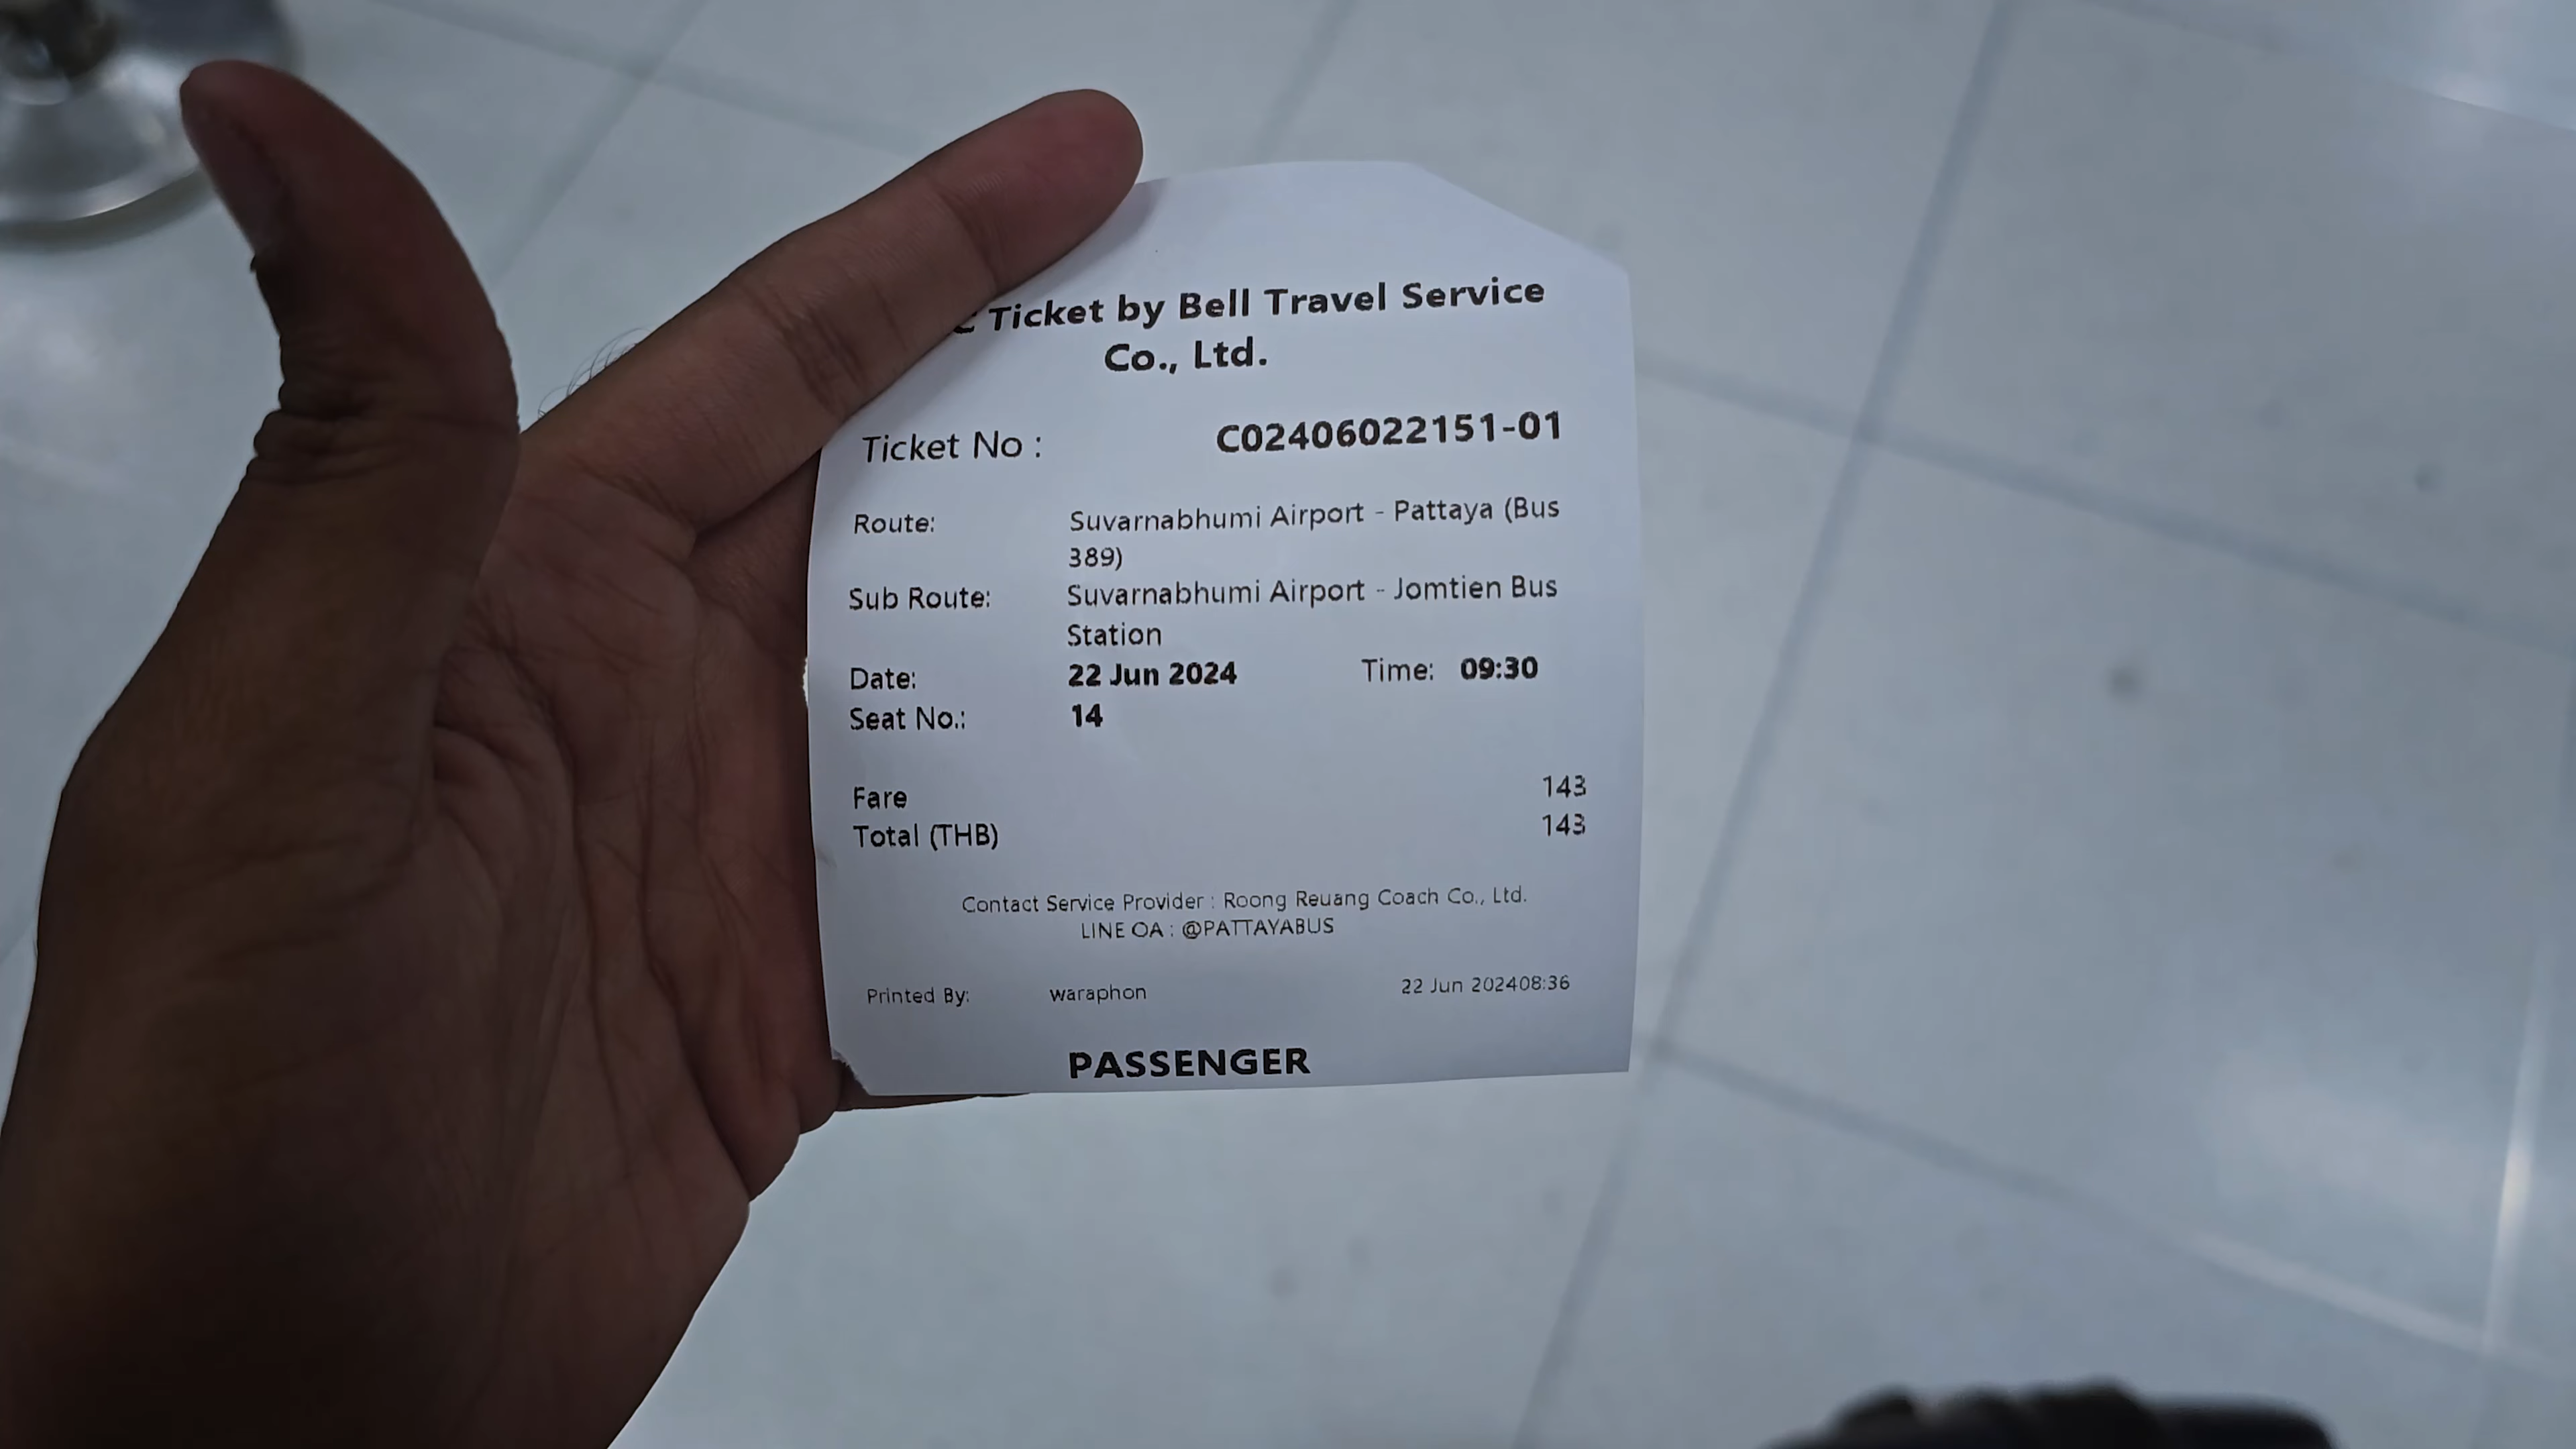 Ticket by Bell Travel Service
Co., Ltd.
Ticket No : C02406022151-01
Route: Suvarnabhumi Airport - Pattaya (Bus
389)
Sub Route: Suvarnabhumi Airport - Jomtien Bus
Station
Date: 22 Jun 2024 Time: 09:30
Seat No.: 14
Fare 143
Total (THB) 143
Contact Service Provider : Roong Reuang Coach Co., Ltd.
LINE OA : @PATTAYABUS
Printed By: waraphon 22 Jun 202408:36
PASSENGER